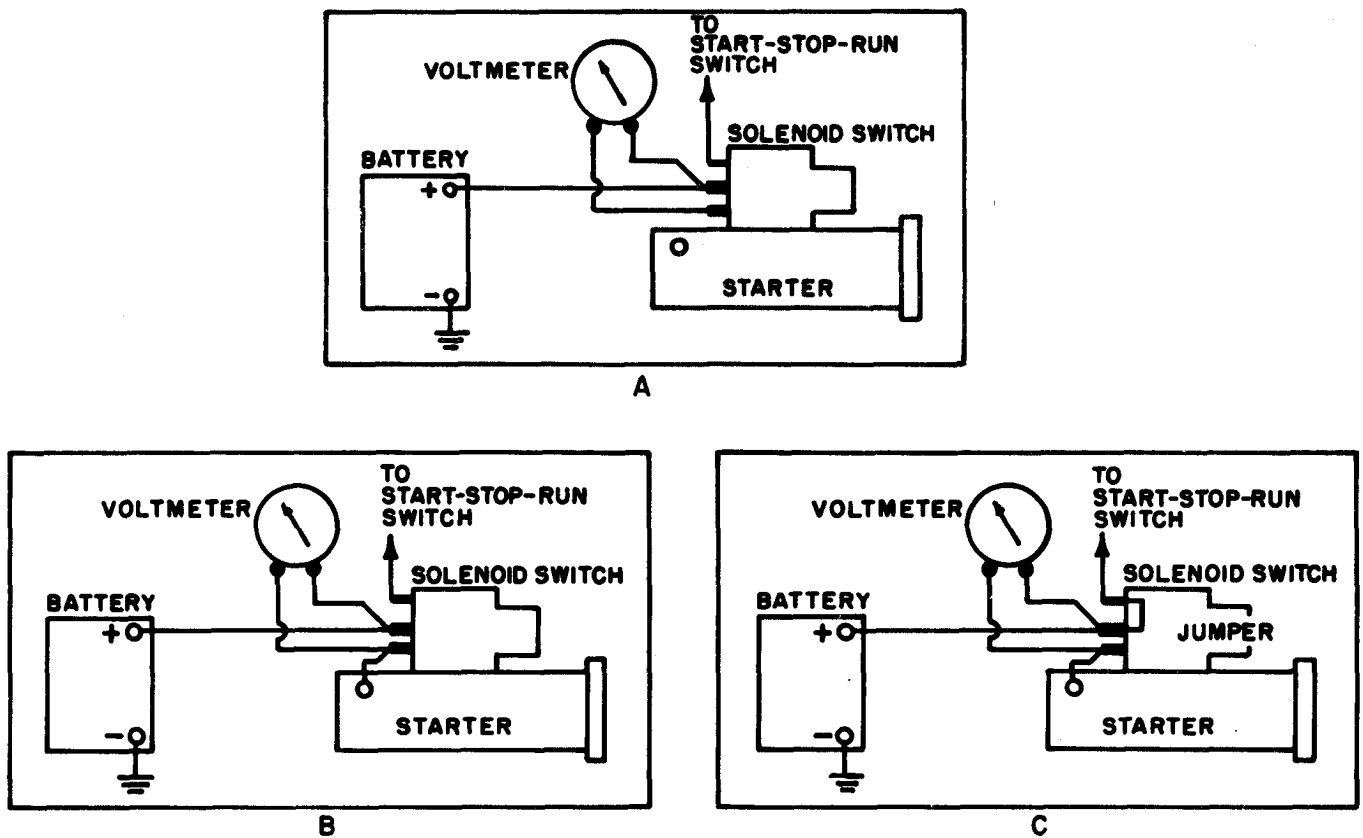 TO
START-STOP-RUN
SWITCH
VOLTMETER
SOLENOID SWITCH
BATTERY
+
-
STARTER
A
TO
START-STOP-RUN
SWITCH
VOLTMETER
SOLENOID SWITCH
BATTERY
+
-
STARTER
B
TO
START-STOP-RUN
SWITCH
VOLTMETER
SOLENOID SWITCH
BATTERY
+
JUMPER
-
STARTER
C